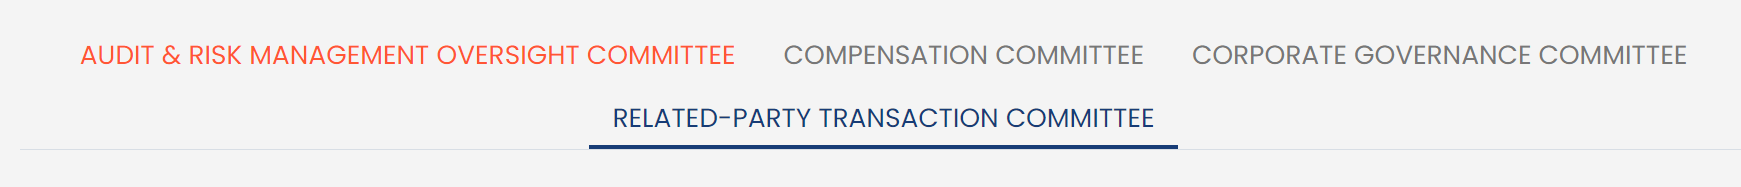 AUDIT & RISK MANAGEMENT OVERSIGHT COMMITTEE COMPENSATION COMMITTEE CORPORATE GOVERNANCE COMMITTEE
RELATED-PARTY TRANSACTION COMMITTEE